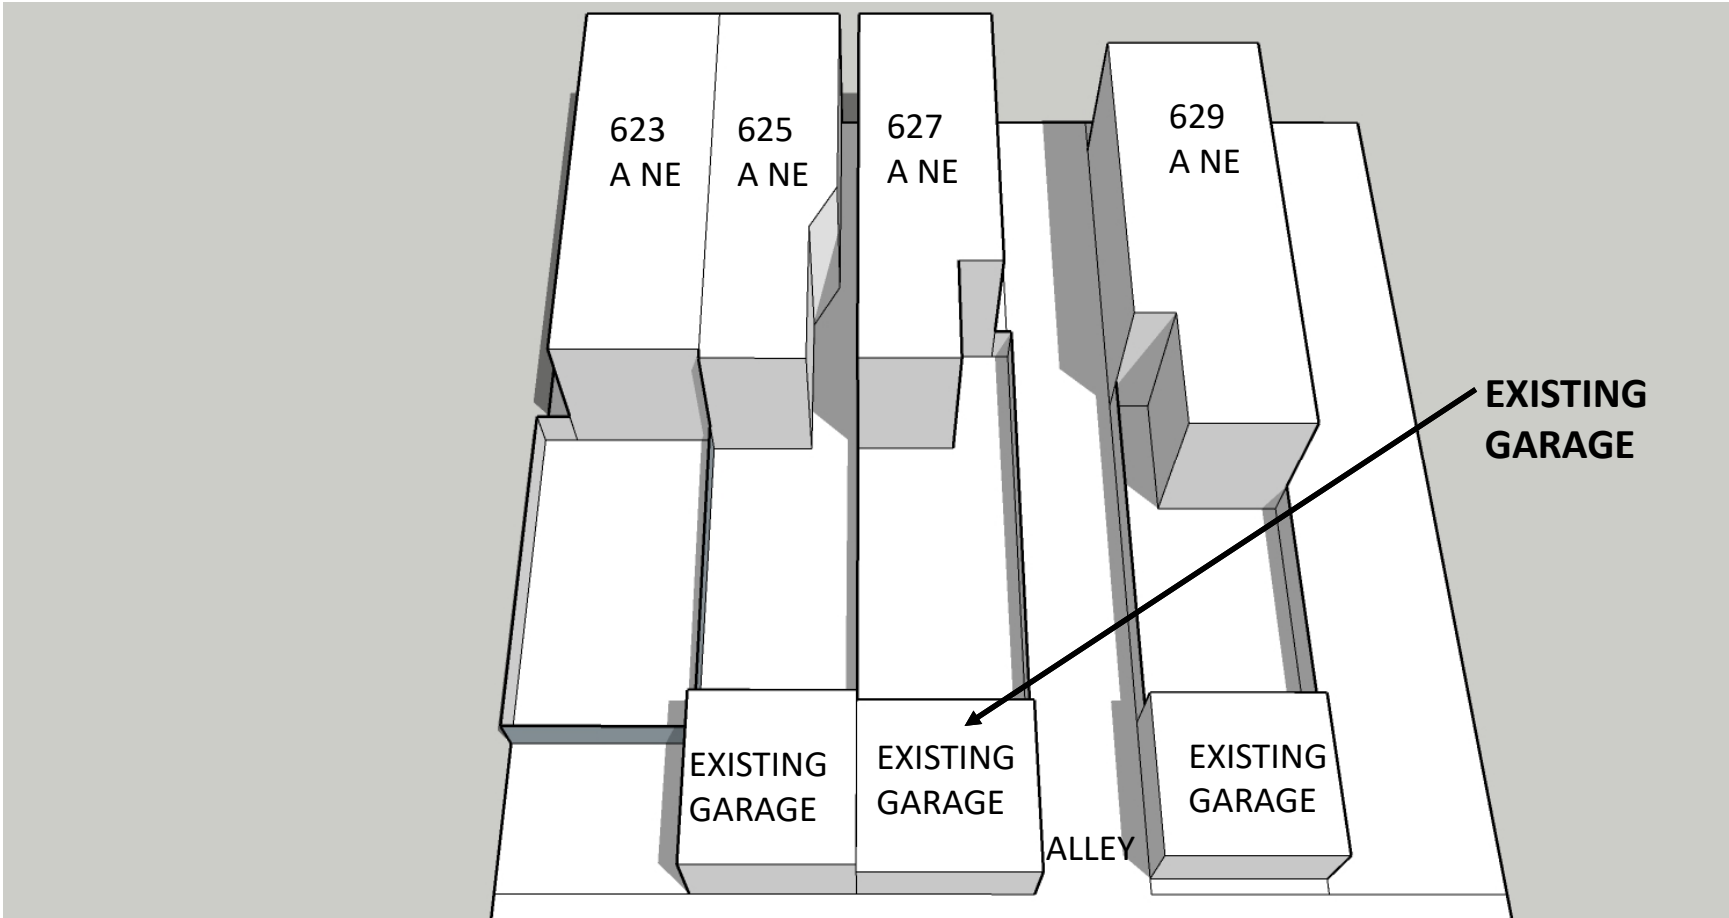 623
A NE
625
A NE
627
A NE
629
A NE
EXISTING
GARAGE
EXISTING
GARAGE
EXISTING
GARAGE
EXISTING
GARAGE
ALLEY